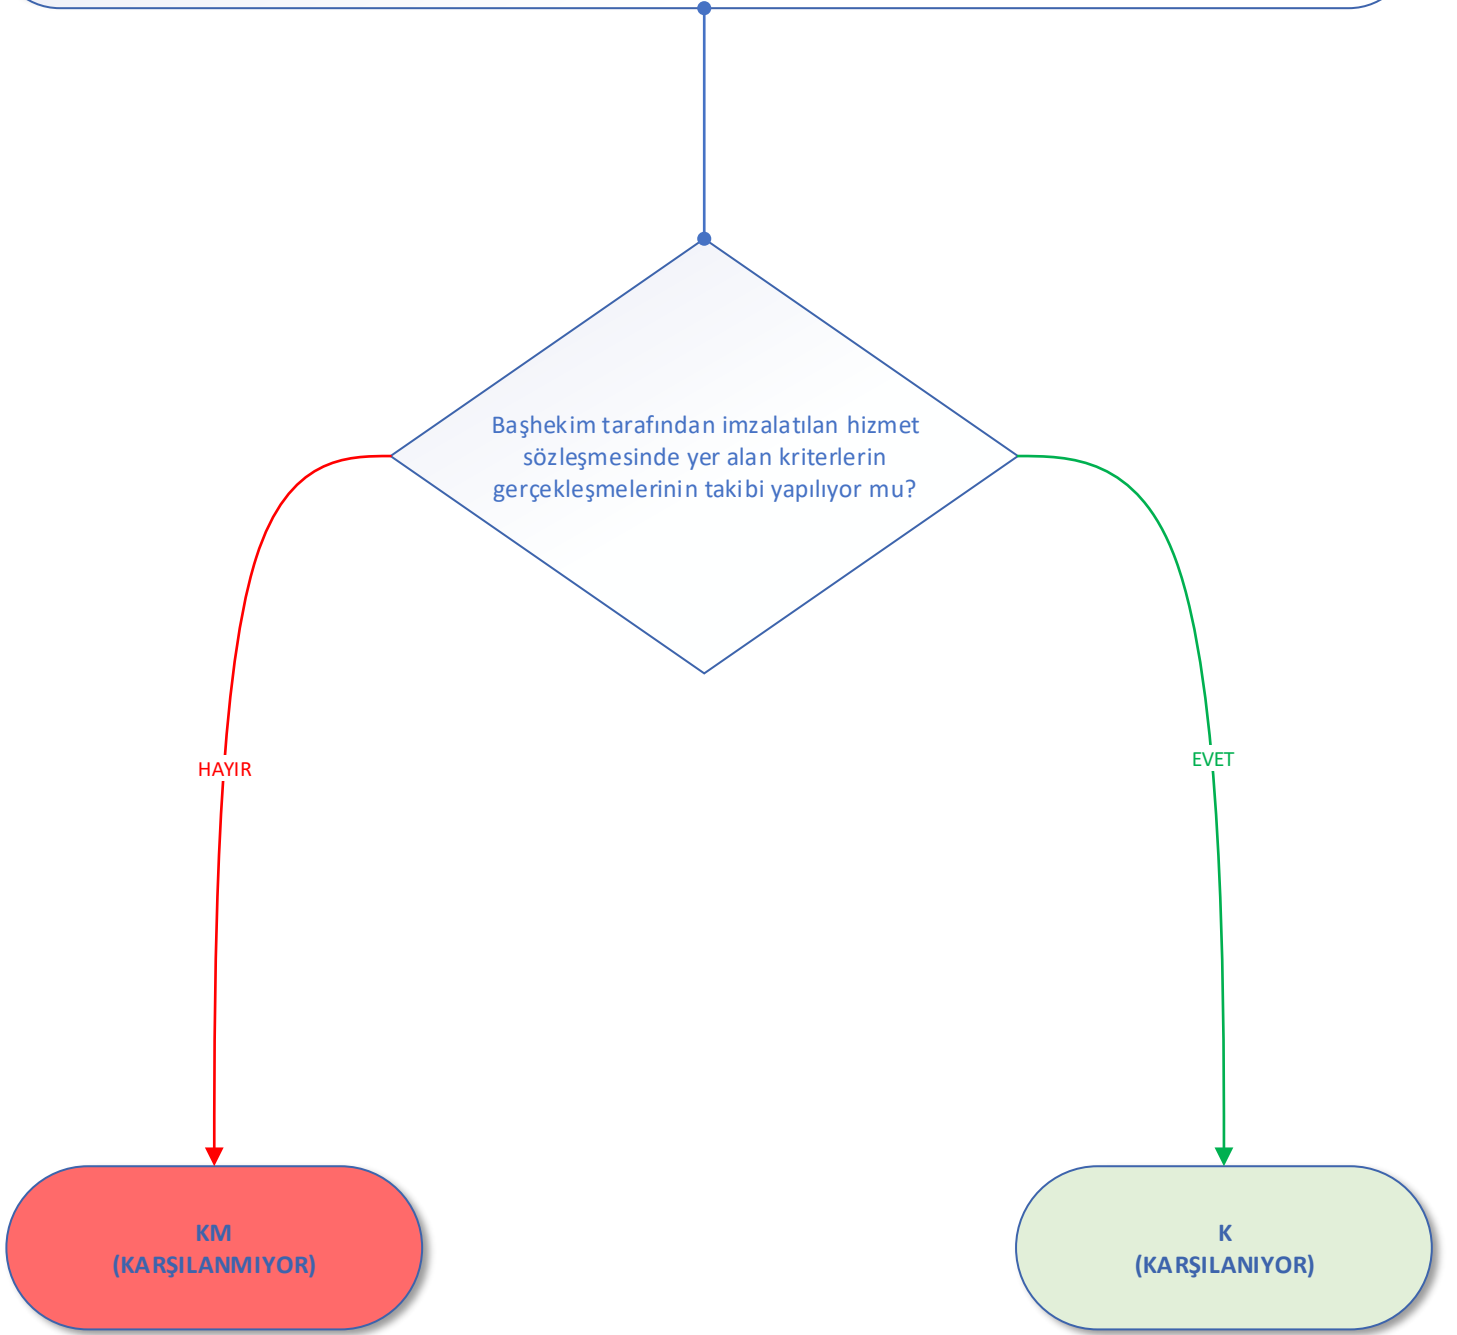 Başhekim tarafından imzalatılan hizmet
sözleşmesinde yer alan kriterlerin
gerçekleşmelerinin takibi yapılıyor mu?
HAYIR
EVET
KM
(KARŞILANMIYOR)
K
(KARŞILANIYOR)